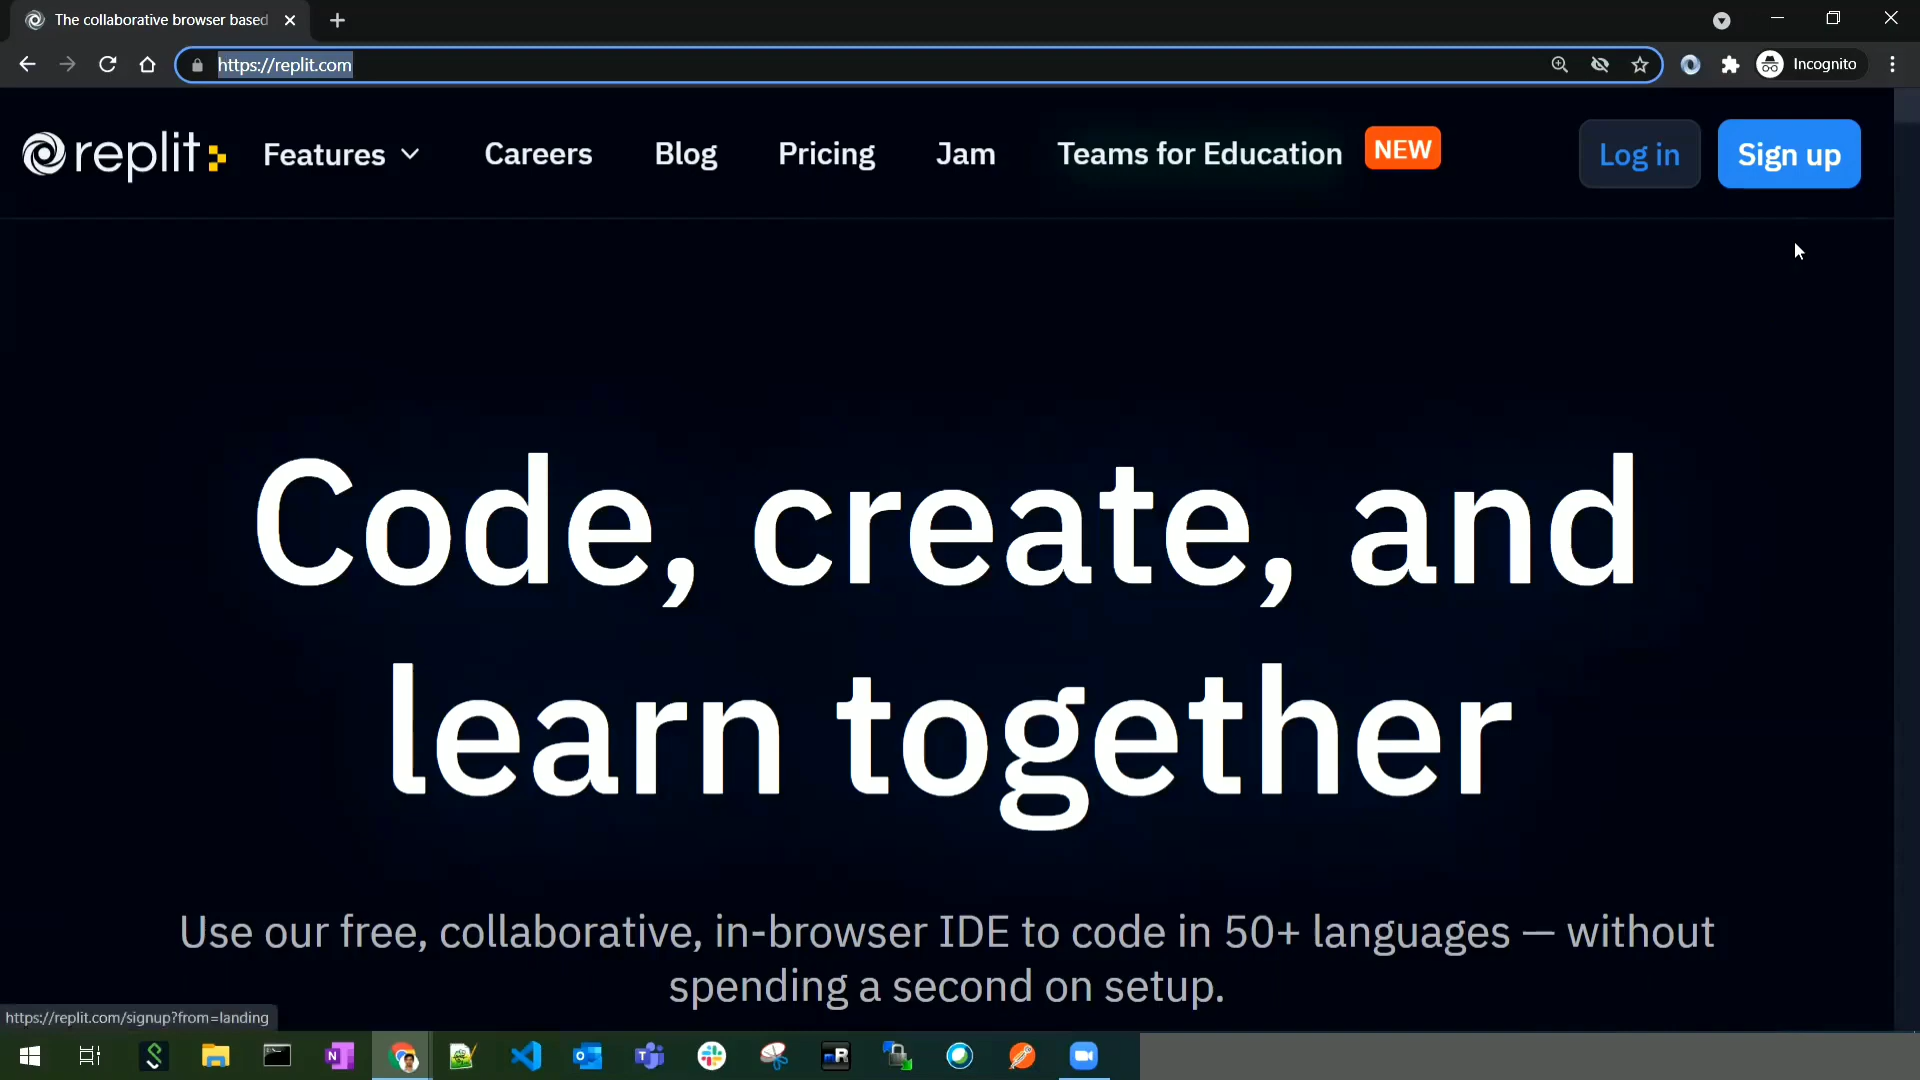 The collaborative browser based
https://replit.com
Incognito
replit
Features
Careers
Blog
Pricing
Jam
Teams for Education
NEW
Log in
Sign up
Code, create, and
learn together
Use our free, collaborative, in-browser IDE to code in 50+ languages — without
spending a second on setup.
https://replit.com/signup?from=landing